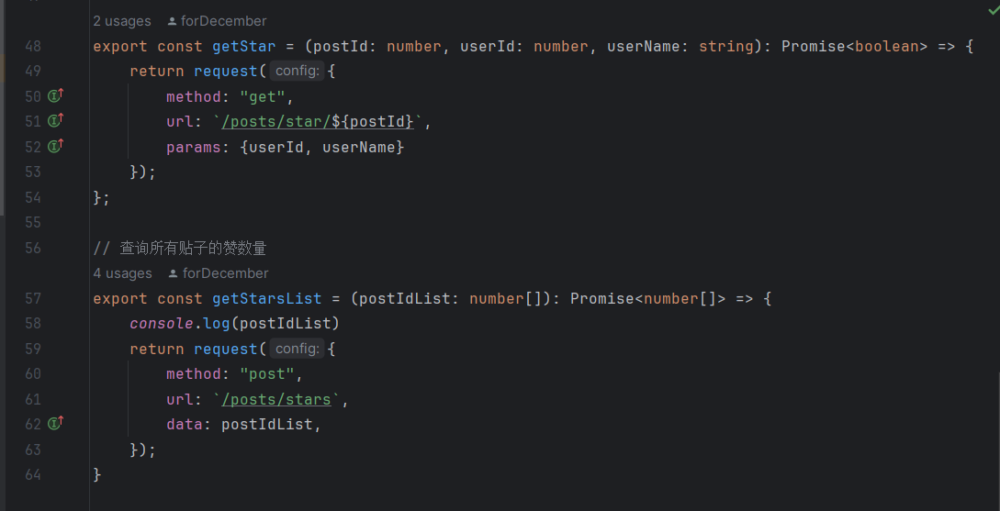 2 usages forDecember
48 export const getStar = (postId: number, userId: number, userName: string): Promise<boolean> => {
49 return request( config: {
50 method: "get",
51 url: `/posts/star/${postId}`,
52 params: {userId, userName}
53 });
54 };
55
56 // 查询所有贴子的赞数量
4 usages forDecember
57 export const getStarsList = (postIdList: number[]): Promise<number[]> => {
58 console.log(postIdList)
59 return request( config: {
60 method: "post",
61 url: `/posts/stars`,
62 data: postIdList,
63 });
64 }